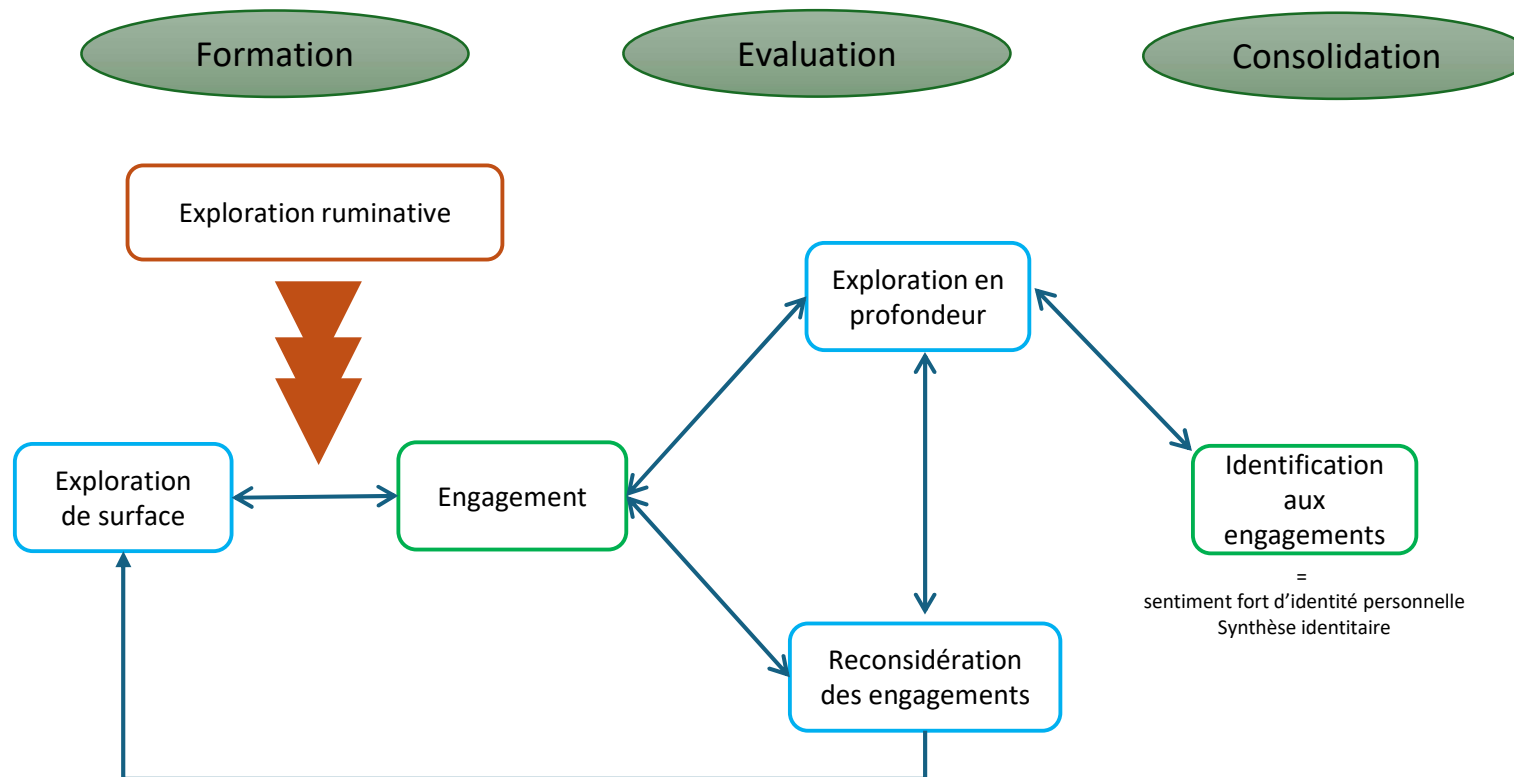 Formation
Evaluation
Consolidation
Exploration ruminative
Exploration en
profondeur
Exploration
de surface
Engagement
Identification
aux
engagements
=
sentiment fort d’identité personnelle
Synthèse identitaire
Reconsidération
des engagements